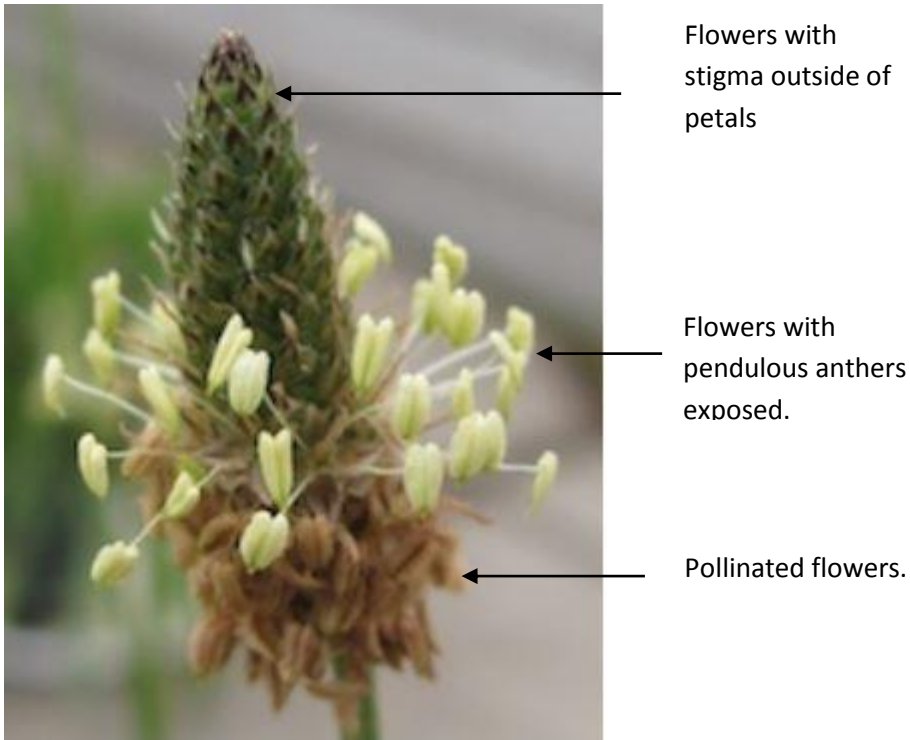 Flowers with
stigma outside of
petals
Flowers with
pendulous anthers
exposed.
Pollinated flowers.